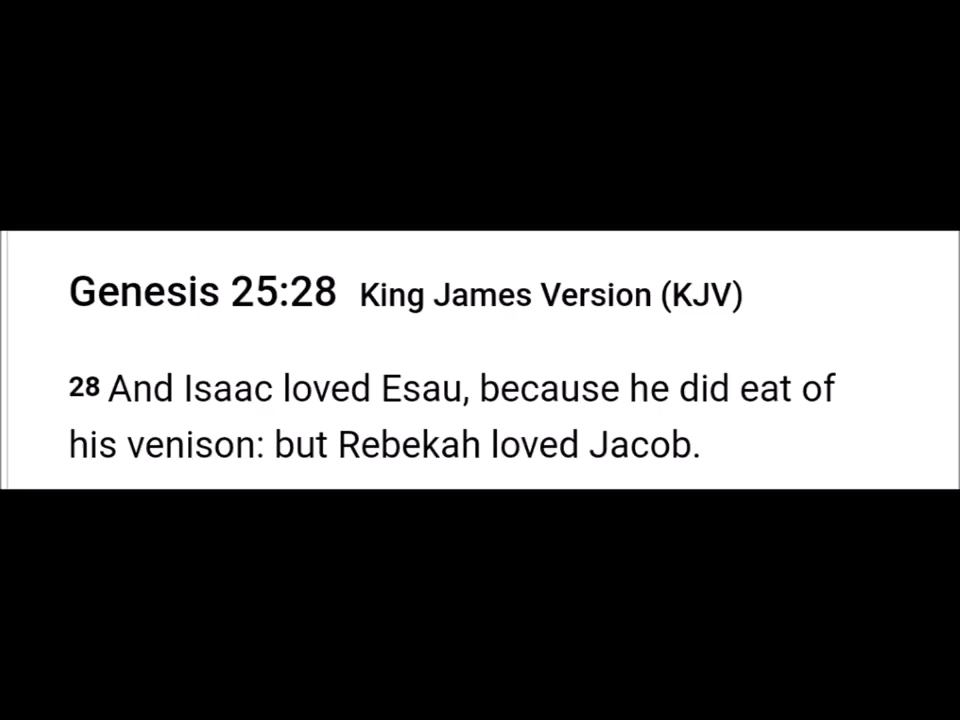 Genesis 25:28 King James Version (KJV)
28 And Isaac loved Esau, because he did eat of
his venison: but Rebekah loved Jacob.